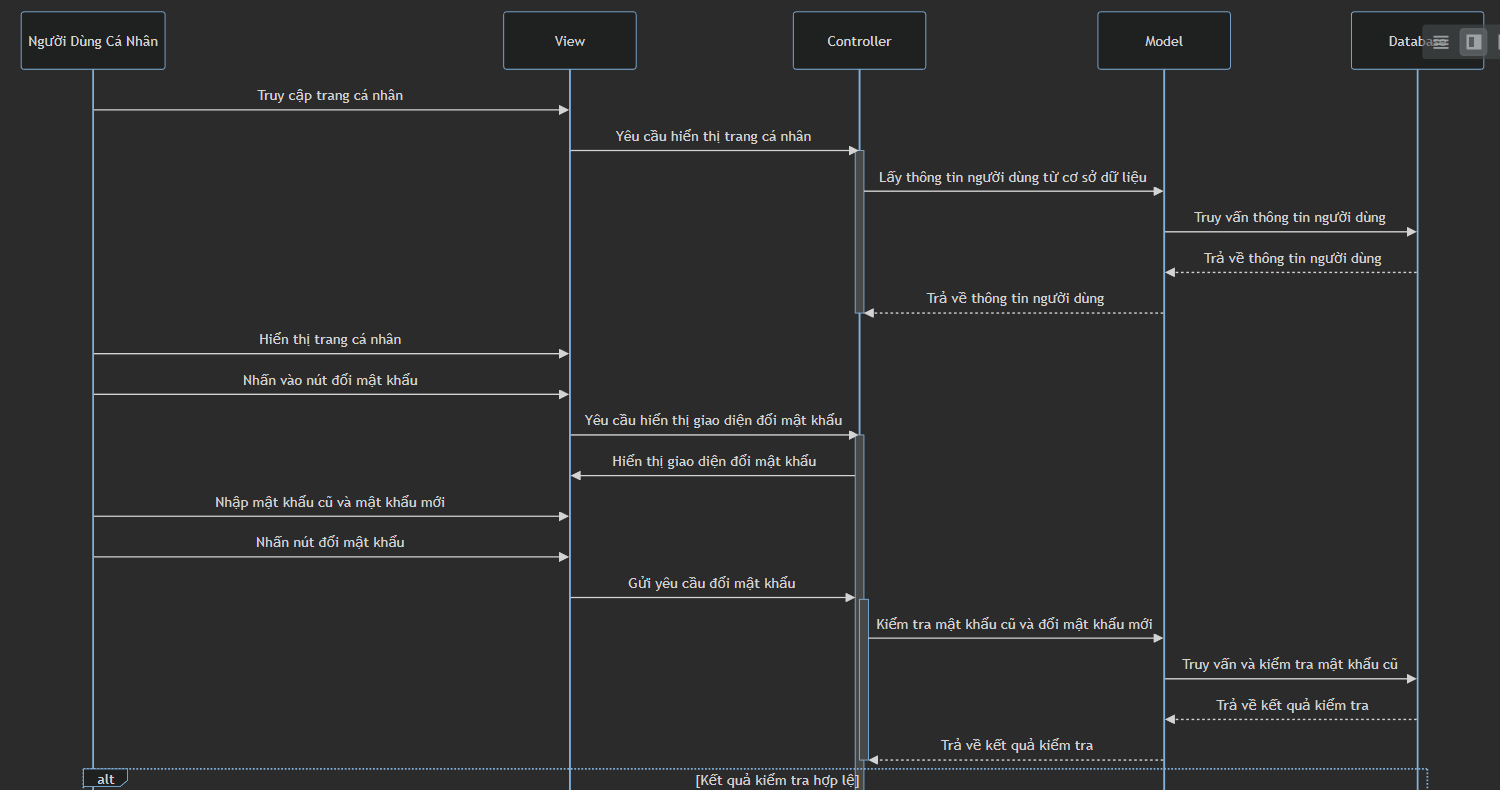 Người Dùng Cá Nhân
View
Controller
Model
Database
Truy cập trang cá nhân
Yêu cầu hiển thị trang cá nhân
Lấy thông tin người dùng từ cơ sở dữ liệu
Truy vấn thông tin người dùng
Trả về thông tin người dùng
Trả về thông tin người dùng
Hiển thị trang cá nhân
Nhấn vào nút đổi mật khẩu
Yêu cầu hiển thị giao diện đổi mật khẩu
Hiển thị giao diện đổi mật khẩu
Nhập mật khẩu cũ và mật khẩu mới
Nhấn nút đổi mật khẩu
Gửi yêu cầu đổi mật khẩu
Kiểm tra mật khẩu cũ và đổi mật khẩu mới
Truy vấn và kiểm tra mật khẩu cũ
Trả về kết quả kiểm tra
Trả về kết quả kiểm tra
alt
[Kết quả kiểm tra hợp lệ]